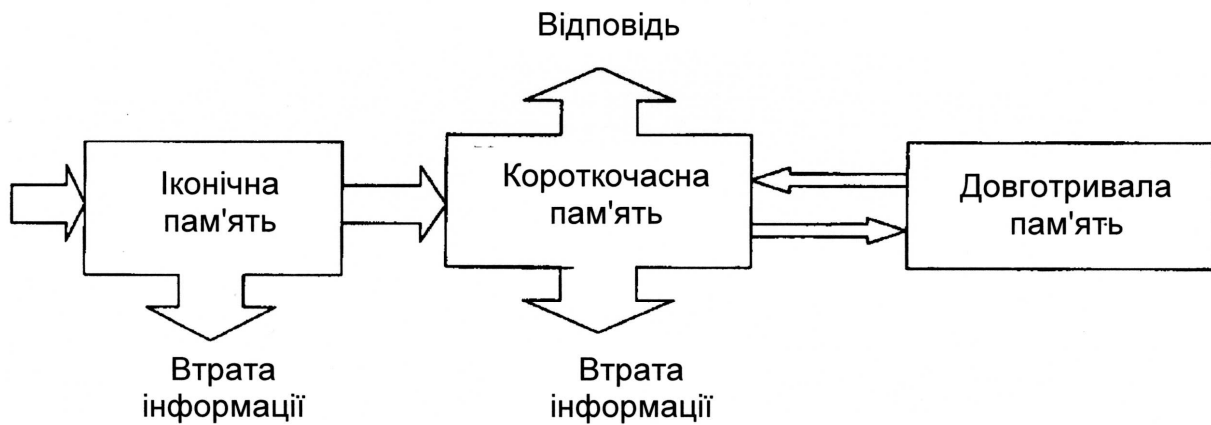 Відповідь
Іконічна
пам'ять
Короткочасна
пам'ять
Довготривала
пам'ять
Втрата
інформації
Втрата
інформації